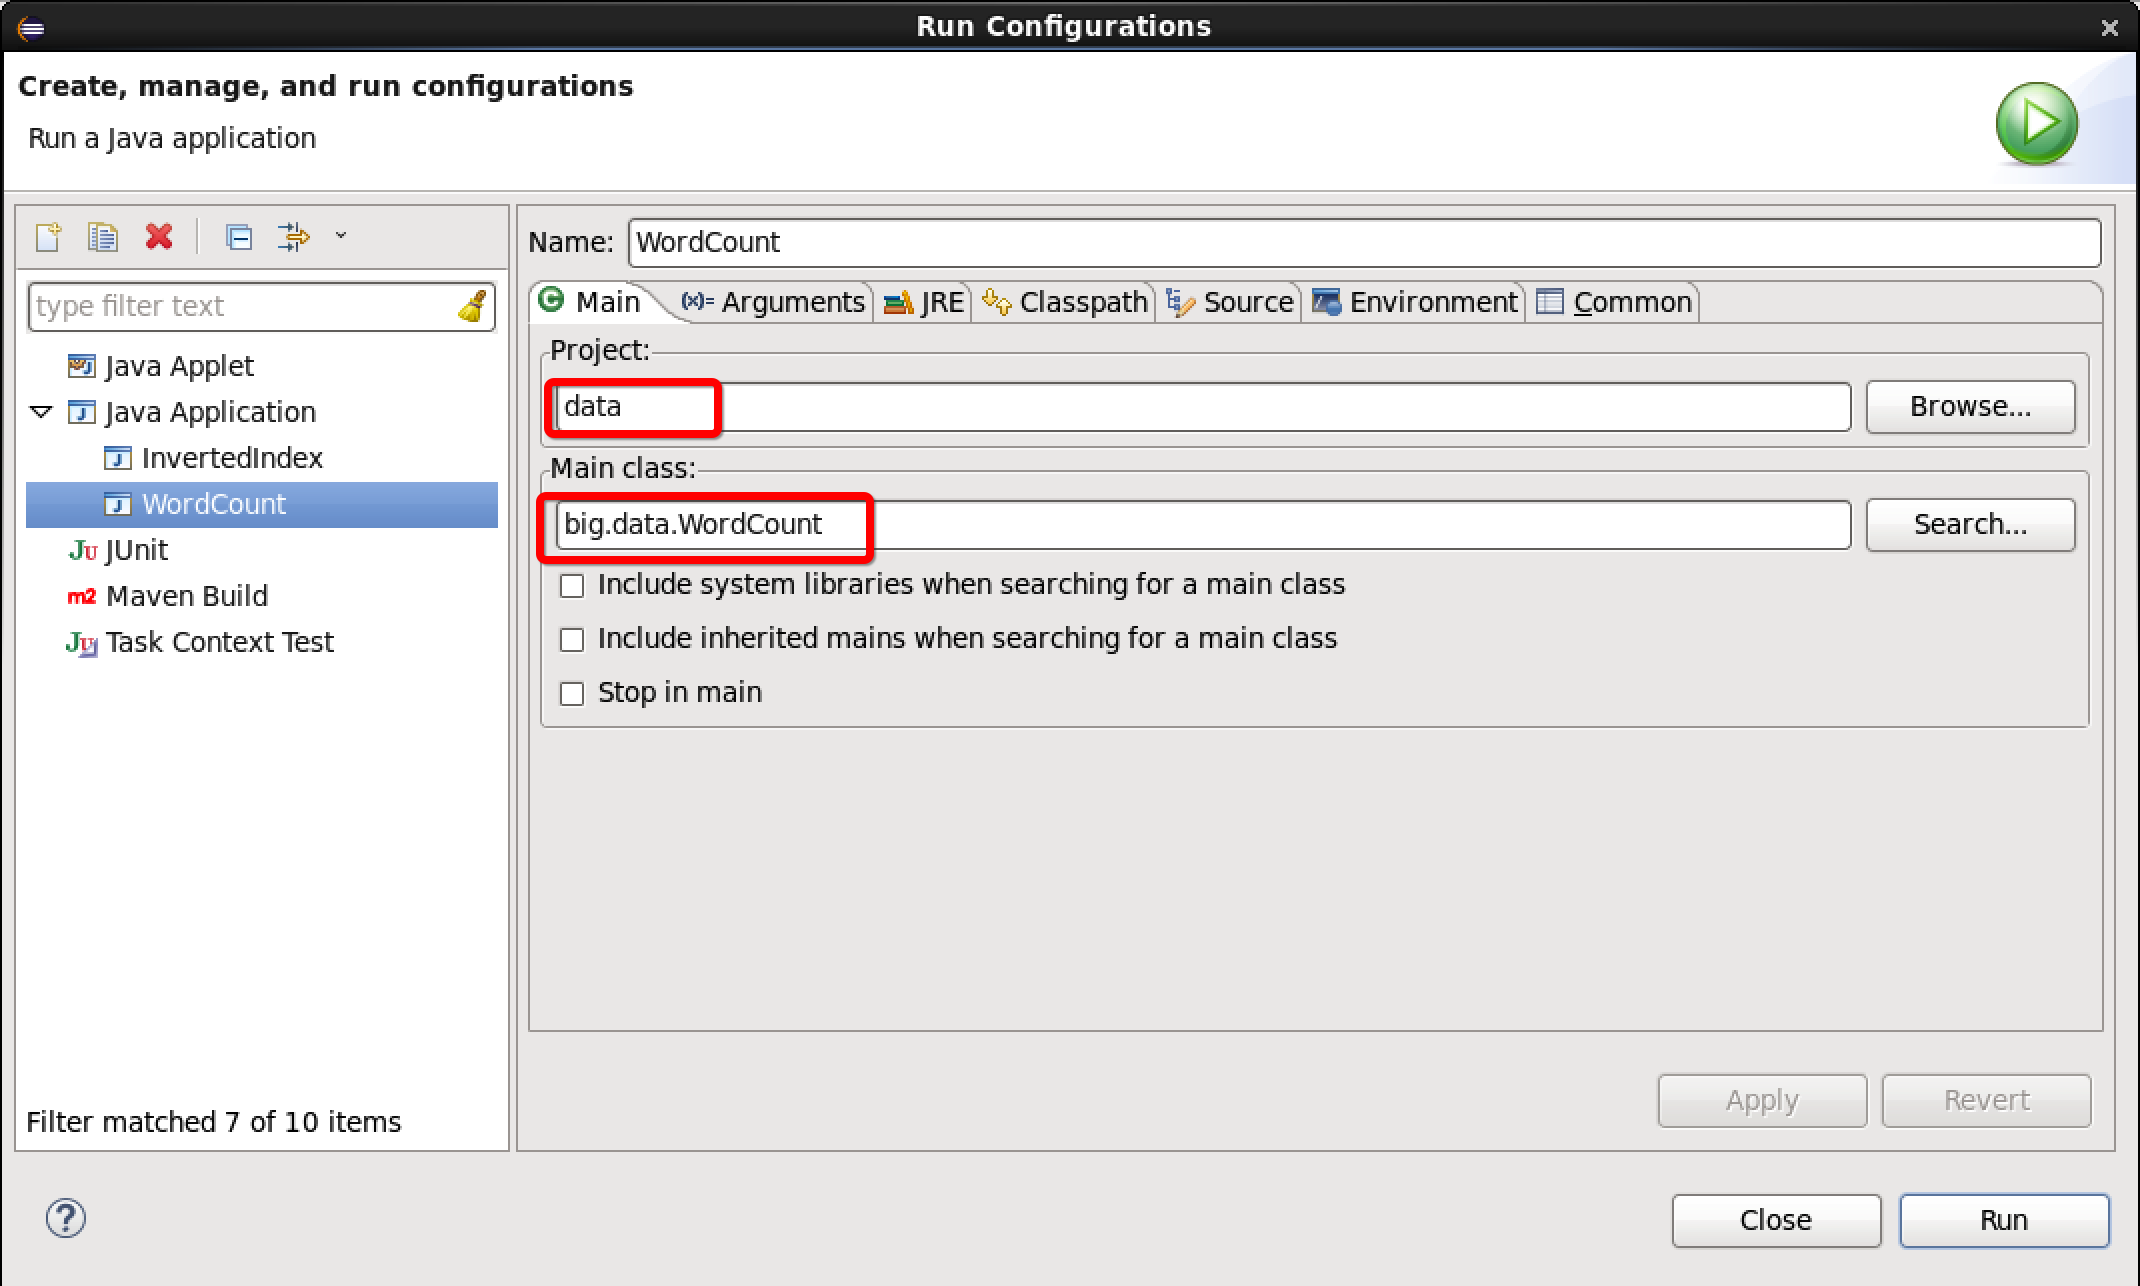 Run Configurations
Create, manage, and run configurations
Run a Java application
type filter text
Java Applet
Java Application
InvertedIndex
WordCount
JUnit
Maven Build
Task Context Test
Filter matched 7 of 10 items
Name: WordCount
Main (x)= Arguments JRE Classpath Source Environment Common
Project:
data Browse...
Main class:
big.data.WordCount Search...
Include system libraries when searching for a main class
Include inherited mains when searching for a main class
Stop in main
Apply Revert
Close Run